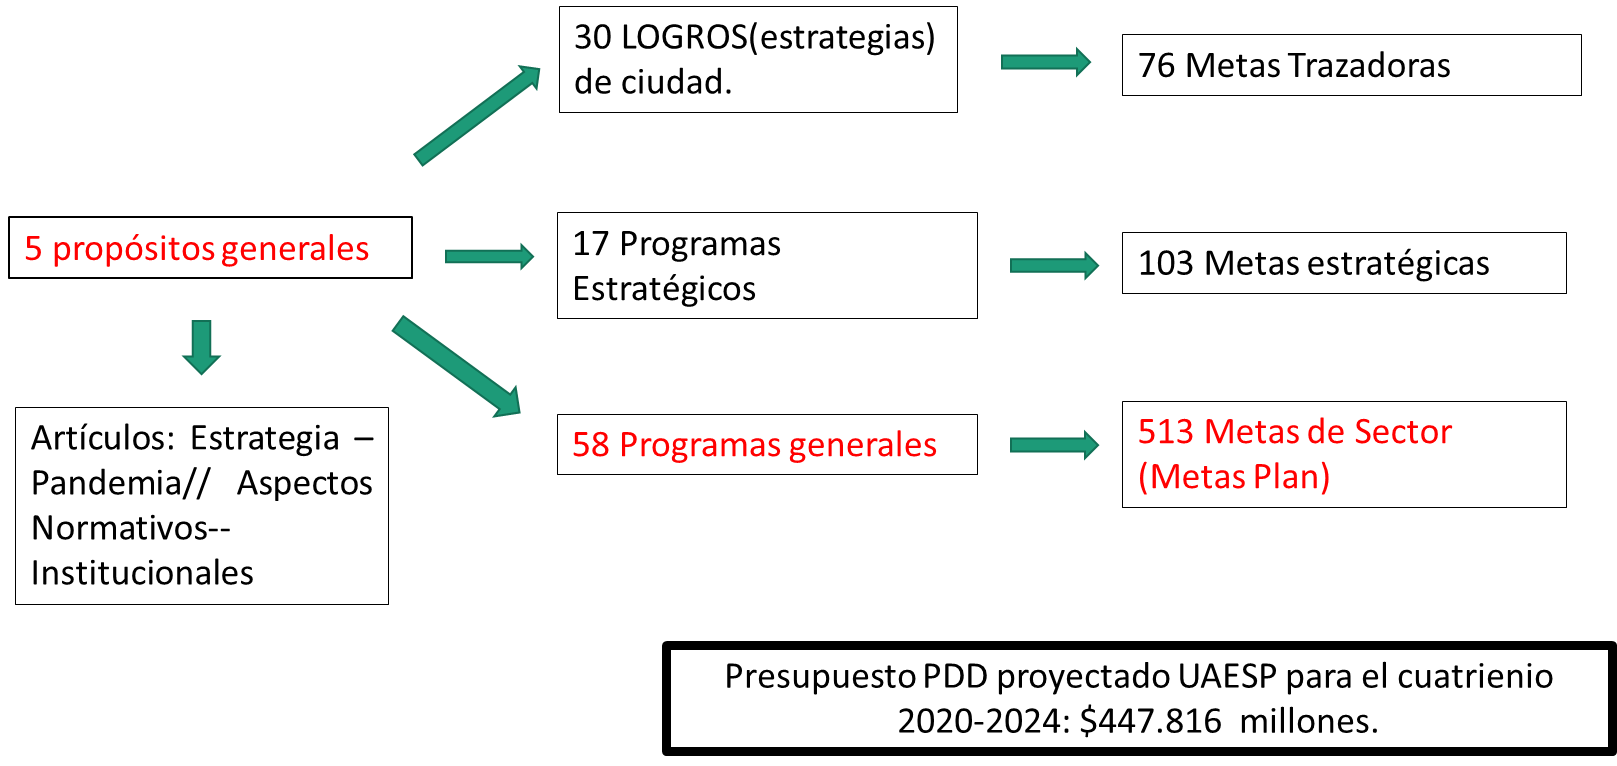 30 LOGROS(estrategias)
de ciudad.
76 Metas Trazadoras
5 propósitos generales
17 Programas
Estratégicos
103 Metas estratégicas
58 Programas generales
513 Metas de Sector
(Metas Plan)
Artículos: Estrategia –
Pandemia// Aspectos
Normativos--
Institucionales
Presupuesto PDD proyectado UAESP para el cuatrienio
2020-2024: $447.816 millones.